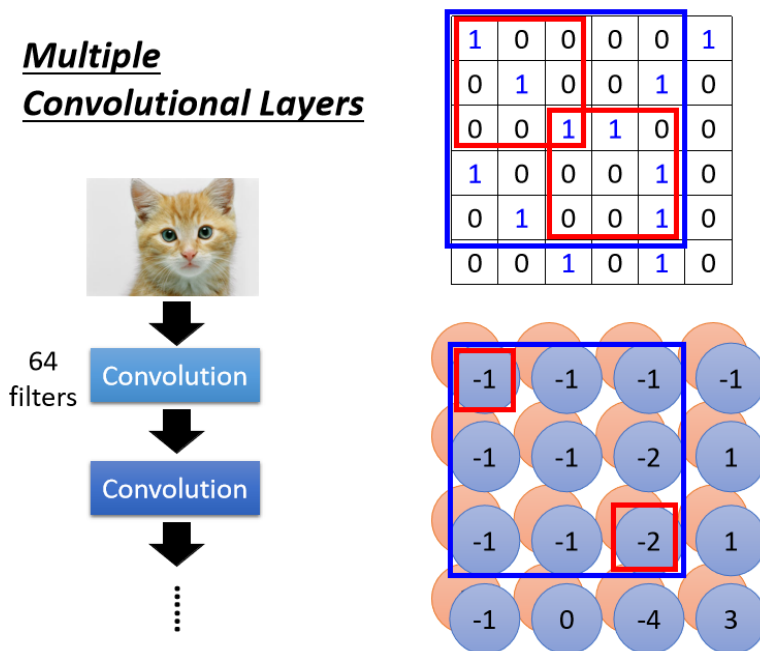 Multiple
Convolutional Layers
1 0 0 0 0 1
0 1 0 0 1 0
0 0 1 1 0 0
1 0 0 0 1 0
0 1 0 0 1 0
0 0 1 0 1 0
64
filters
Convolution
Convolution
-1 -1 -1 -1
-1 -1 -2 1
-1 -1 -2 1
-1 0 -4 3